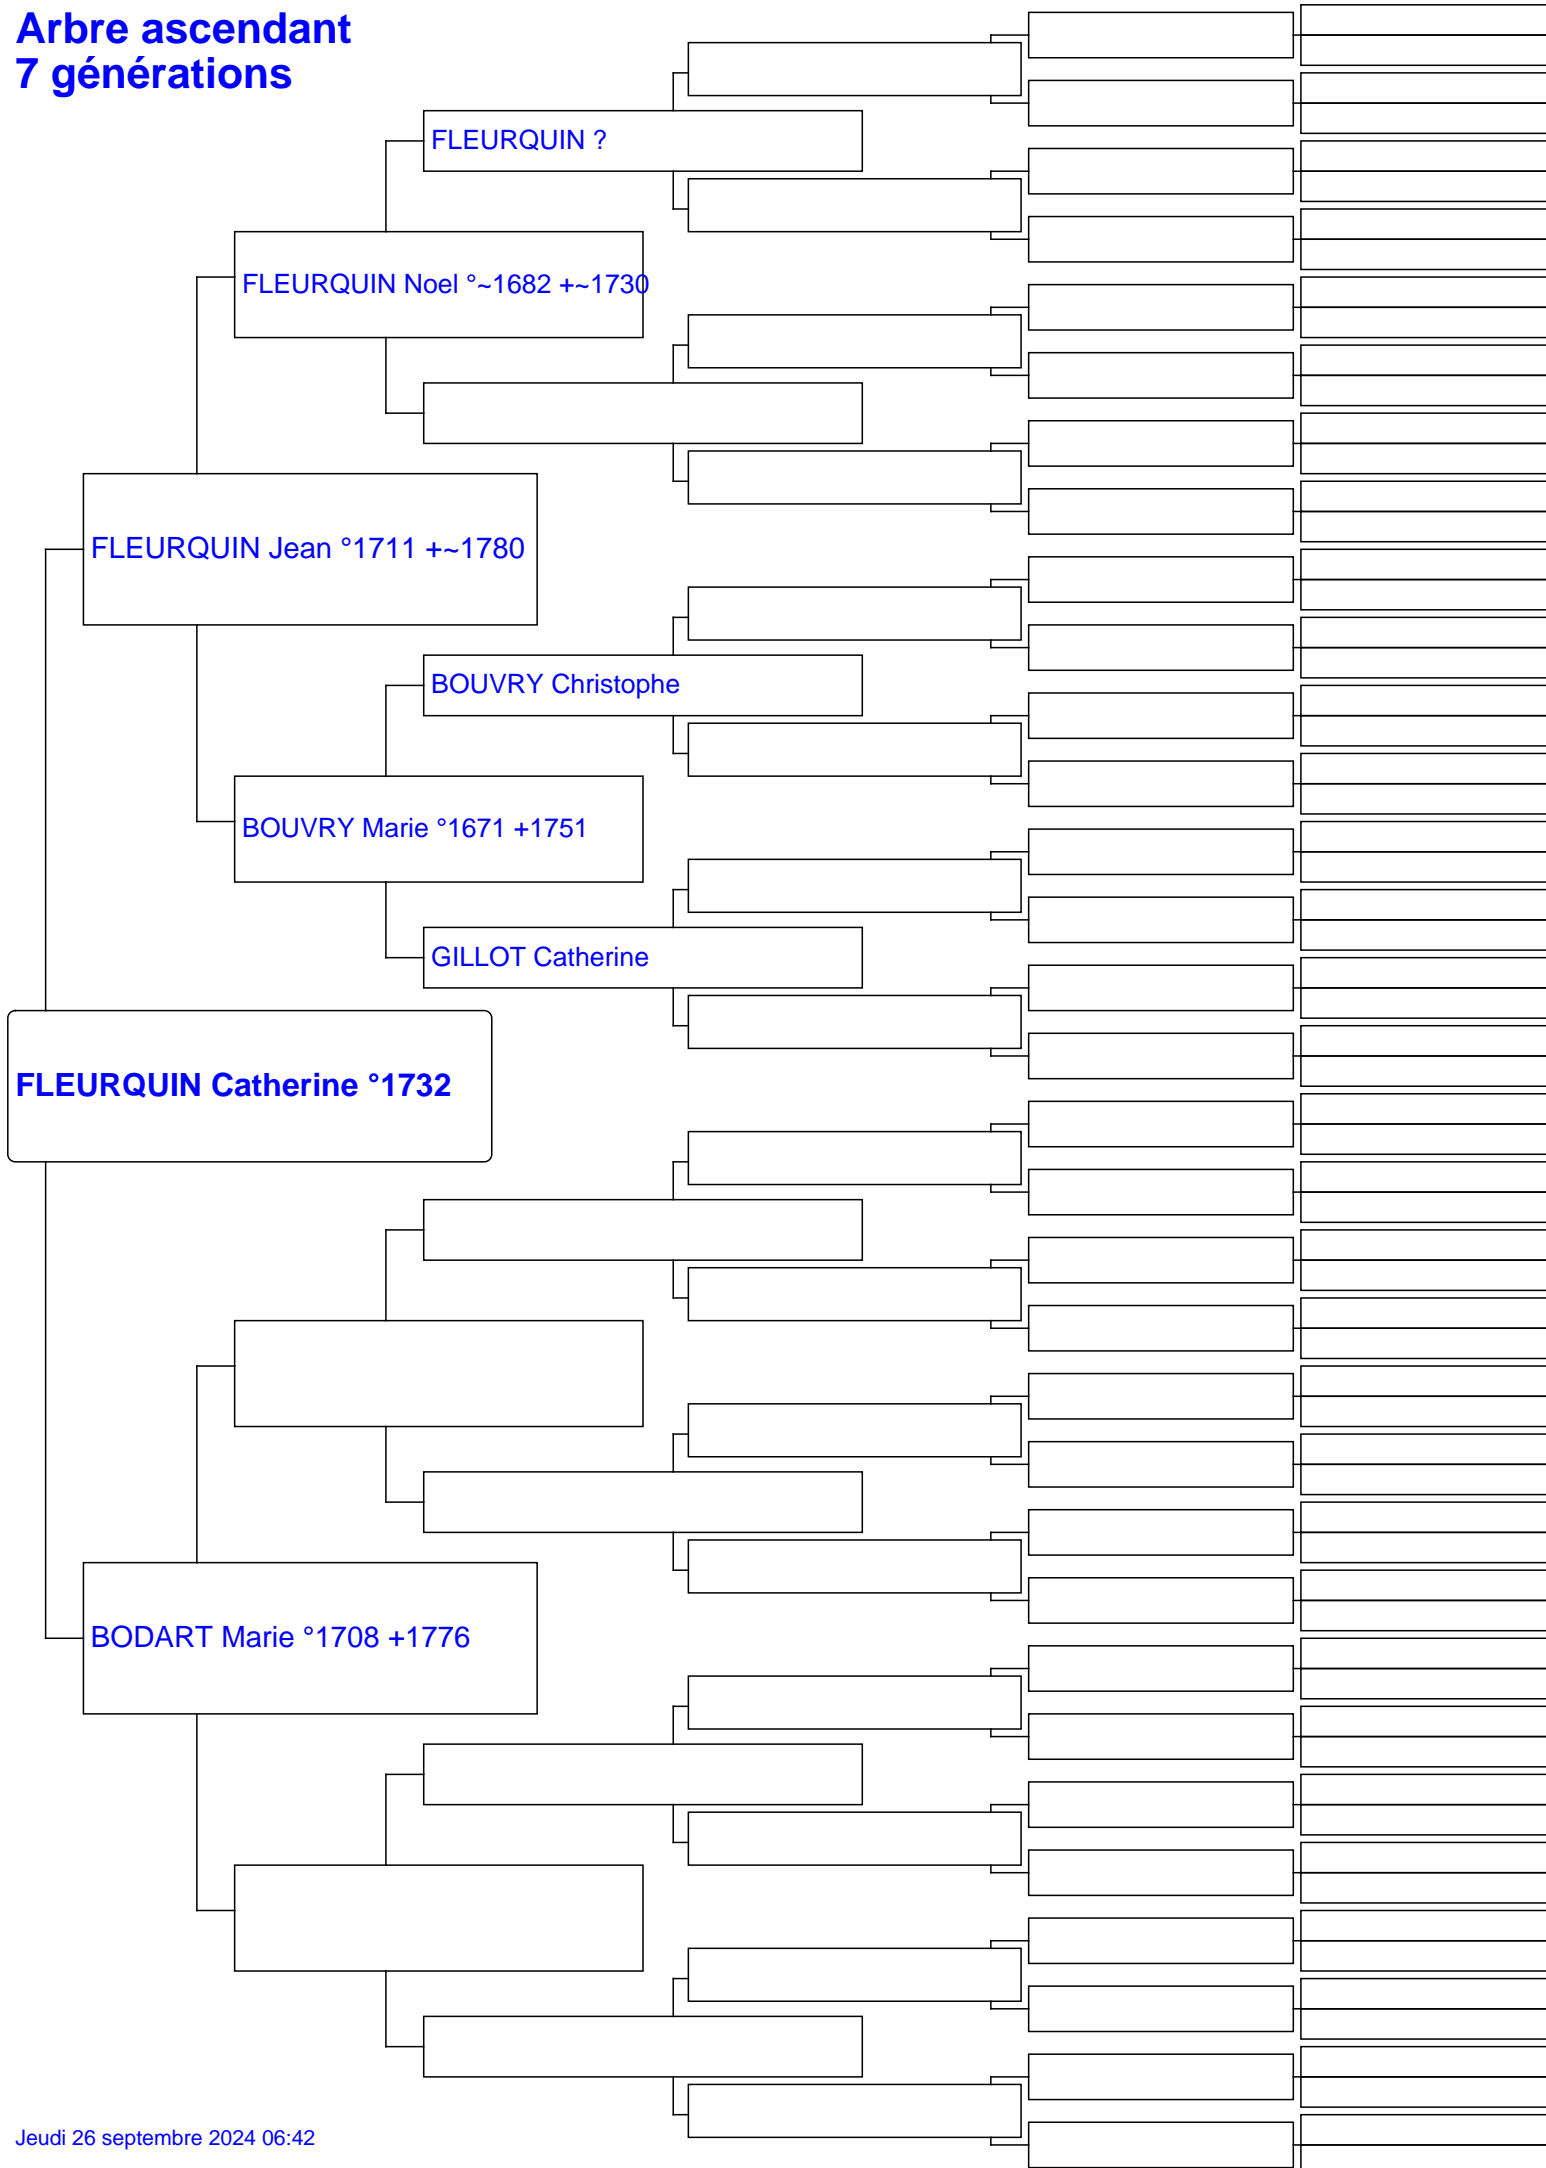 Arbre ascendant
7 générations
FLEURQUIN ?
FLEURQUIN Noel °~1682 +~1730
FLEURQUIN Jean °1711 +~1780
BOUVRY Christophe
BOUVRY Marie °1671 +1751
GILLOT Catherine
FLEURQUIN Catherine °1732
BODART Marie °1708 +1776
Jeudi 26 septembre 2024 06:42